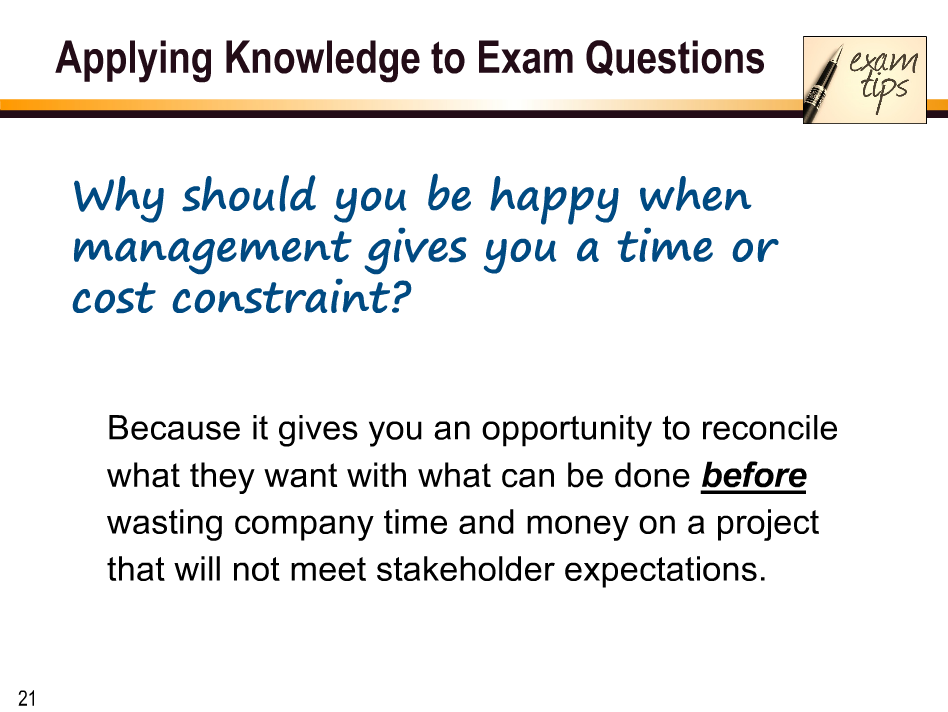 Applying Knowledge to Exam Questions
exam
tips
Why should you be happy when
management gives you a time or
cost constraint?
Because it gives you an opportunity to reconcile
what they want with what can be done before
wasting company time and money on a project
that will not meet stakeholder expectations.
21